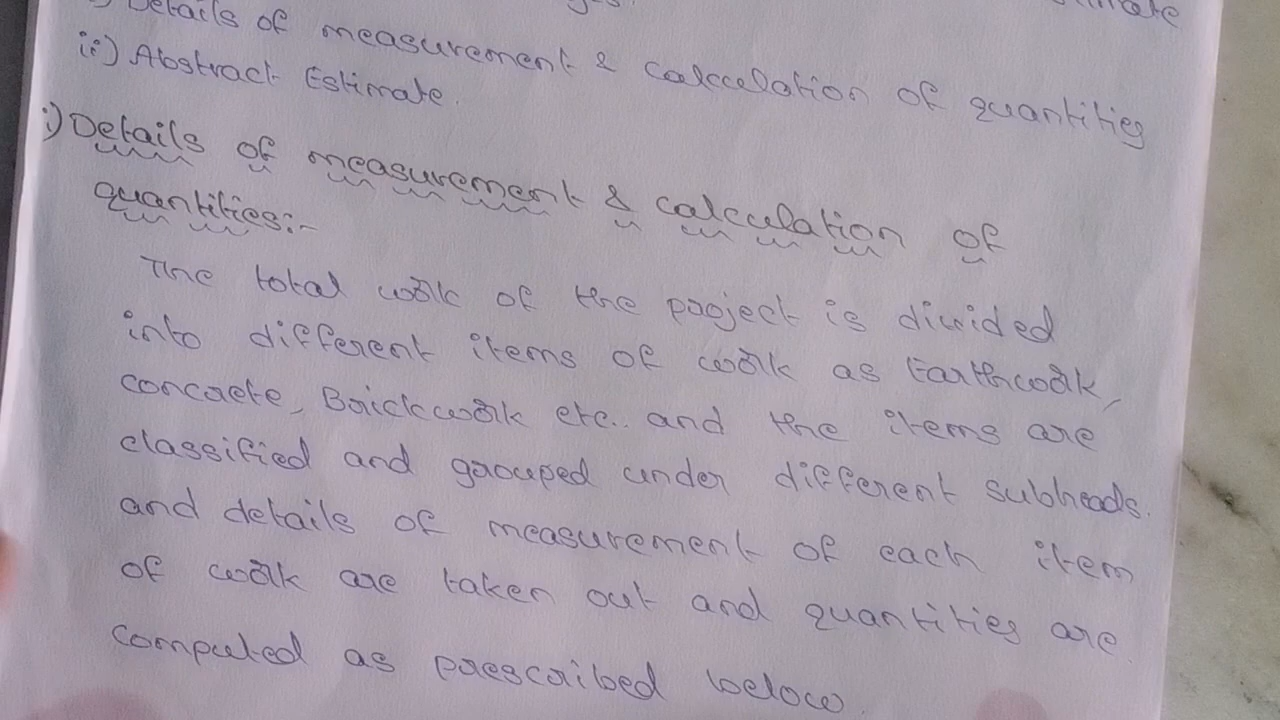 Details of measurement & calculation of quantities
ii) Abstract Estimate.
i) Details of measurement & calculation of
quantities:-
The total work of the project is divided
into different items of work as Earthwork,
concrete, Brickwork etc.. and the items are
classified and grouped under different subheads.
and details of measurement of each item
of work are taken out and quantities are
computed as prescribed below